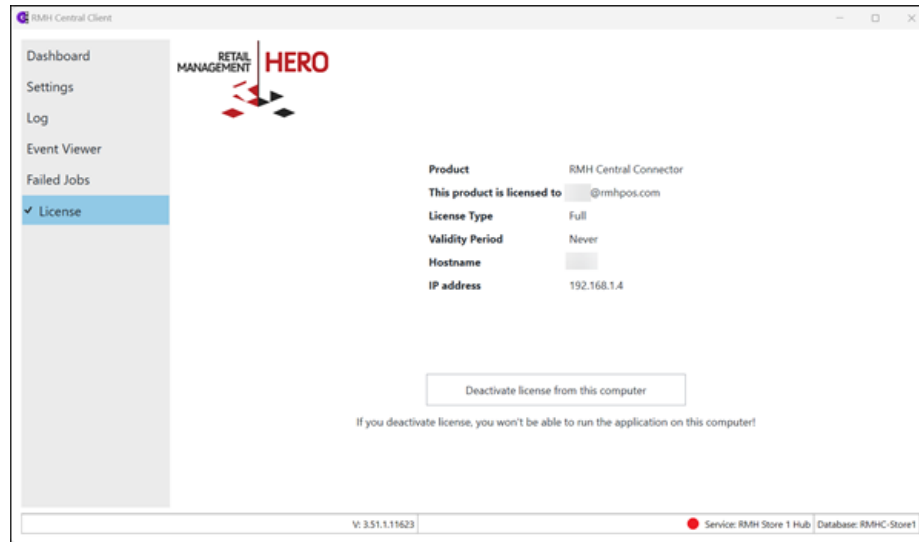 RMH Central Client
Dashboard
Settings
Log
Event Viewer
Failed Jobs
✔ License
RETAIL
MANAGEMENT
HERO
Product RMH Central Connector
This product is licensed to @rmhpos.com
License Type Full
Validity Period Never
Hostname
IP address 192.168.1.4
Deactivate license from this computer
If you deactivate license, you won't be able to run the application on this computer!
V: 3.51.1.11623 Service: RMH Store 1 Hub Database: RMHC-Store1